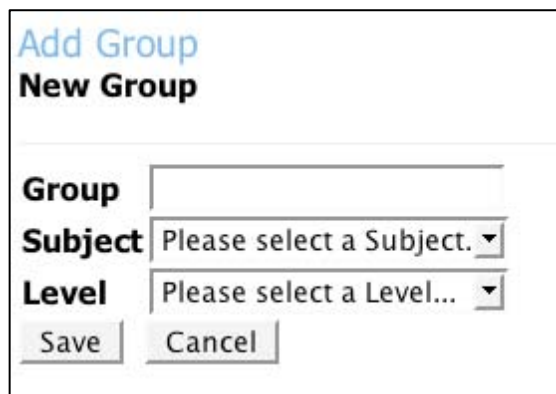 Add Group
New Group
Group
Subject Please select a Subject.
Level Please select a Level...
Save Cancel